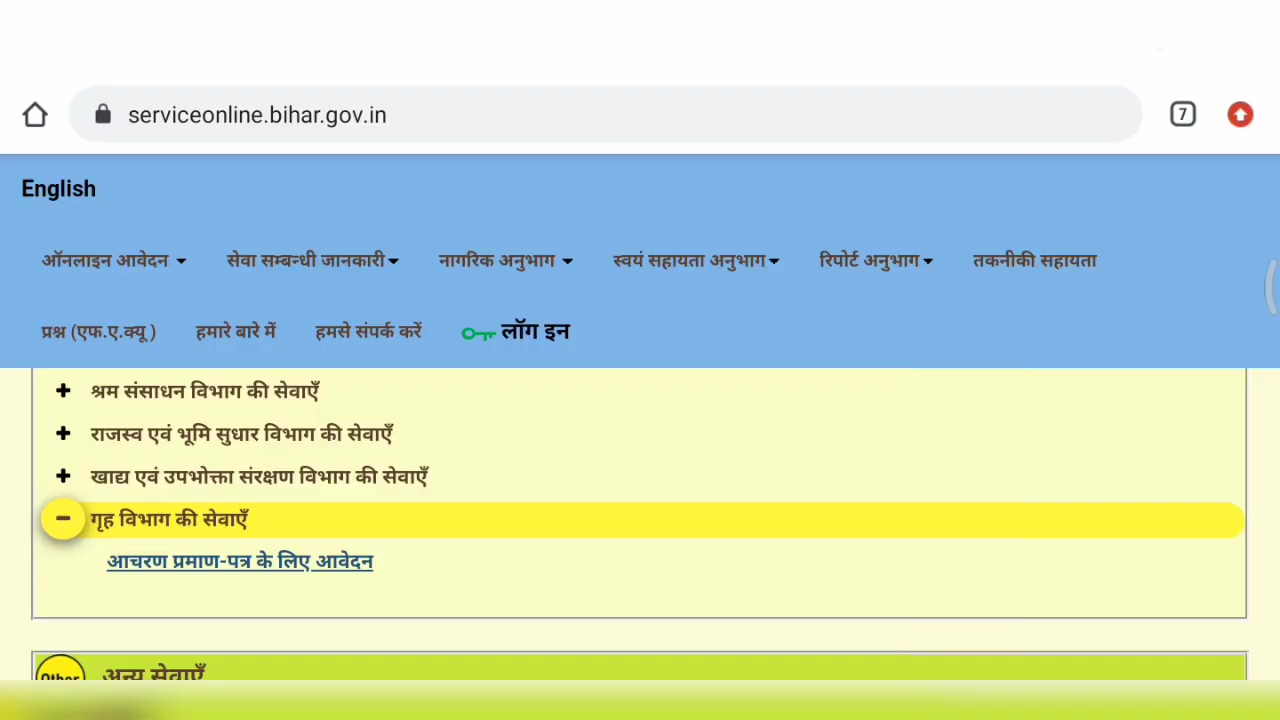 serviceonline.bihar.gov.in
7
English
ऑनलाइन आवेदन सेवा सम्बन्धी जानकारी नागरिक अनुभाग स्वयं सहायता अनुभाग रिपोर्ट अनुभाग तकनीकी सहायता
प्रश्न (एफ.ए.क्यू ) हमारे बारे में हमसे संपर्क करें लॉग इन
+ श्रम संसाधन विभाग की सेवाएँ
+ राजस्व एवं भूमि सुधार विभाग की सेवाएँ
+ खाद्य एवं उपभोक्ता संरक्षण विभाग की सेवाएँ
− गृह विभाग की सेवाएँ
आचरण प्रमाण-पत्र के लिए आवेदन
Other अन्य सेवाएँ